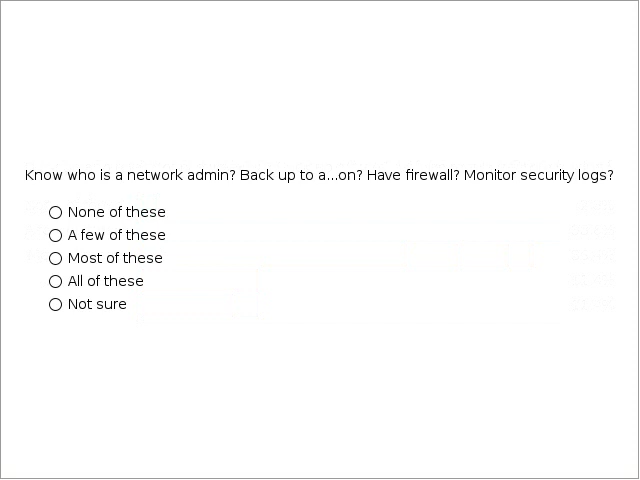 Know who is a network admin? Back up to a...on? Have firewall? Monitor security logs?
None of these
A few of these
Most of these
All of these
Not sure